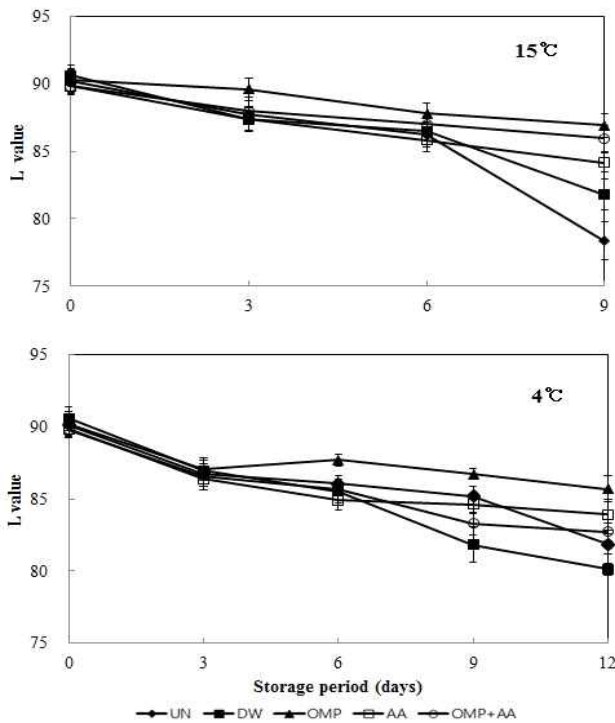 95
15℃
90
L value
85
80
75
0 3 6 9
95
4℃
90
L value
85
80
75
0 3 6 9 12
Storage period (days)
UN DW OMP AA OMP+AA